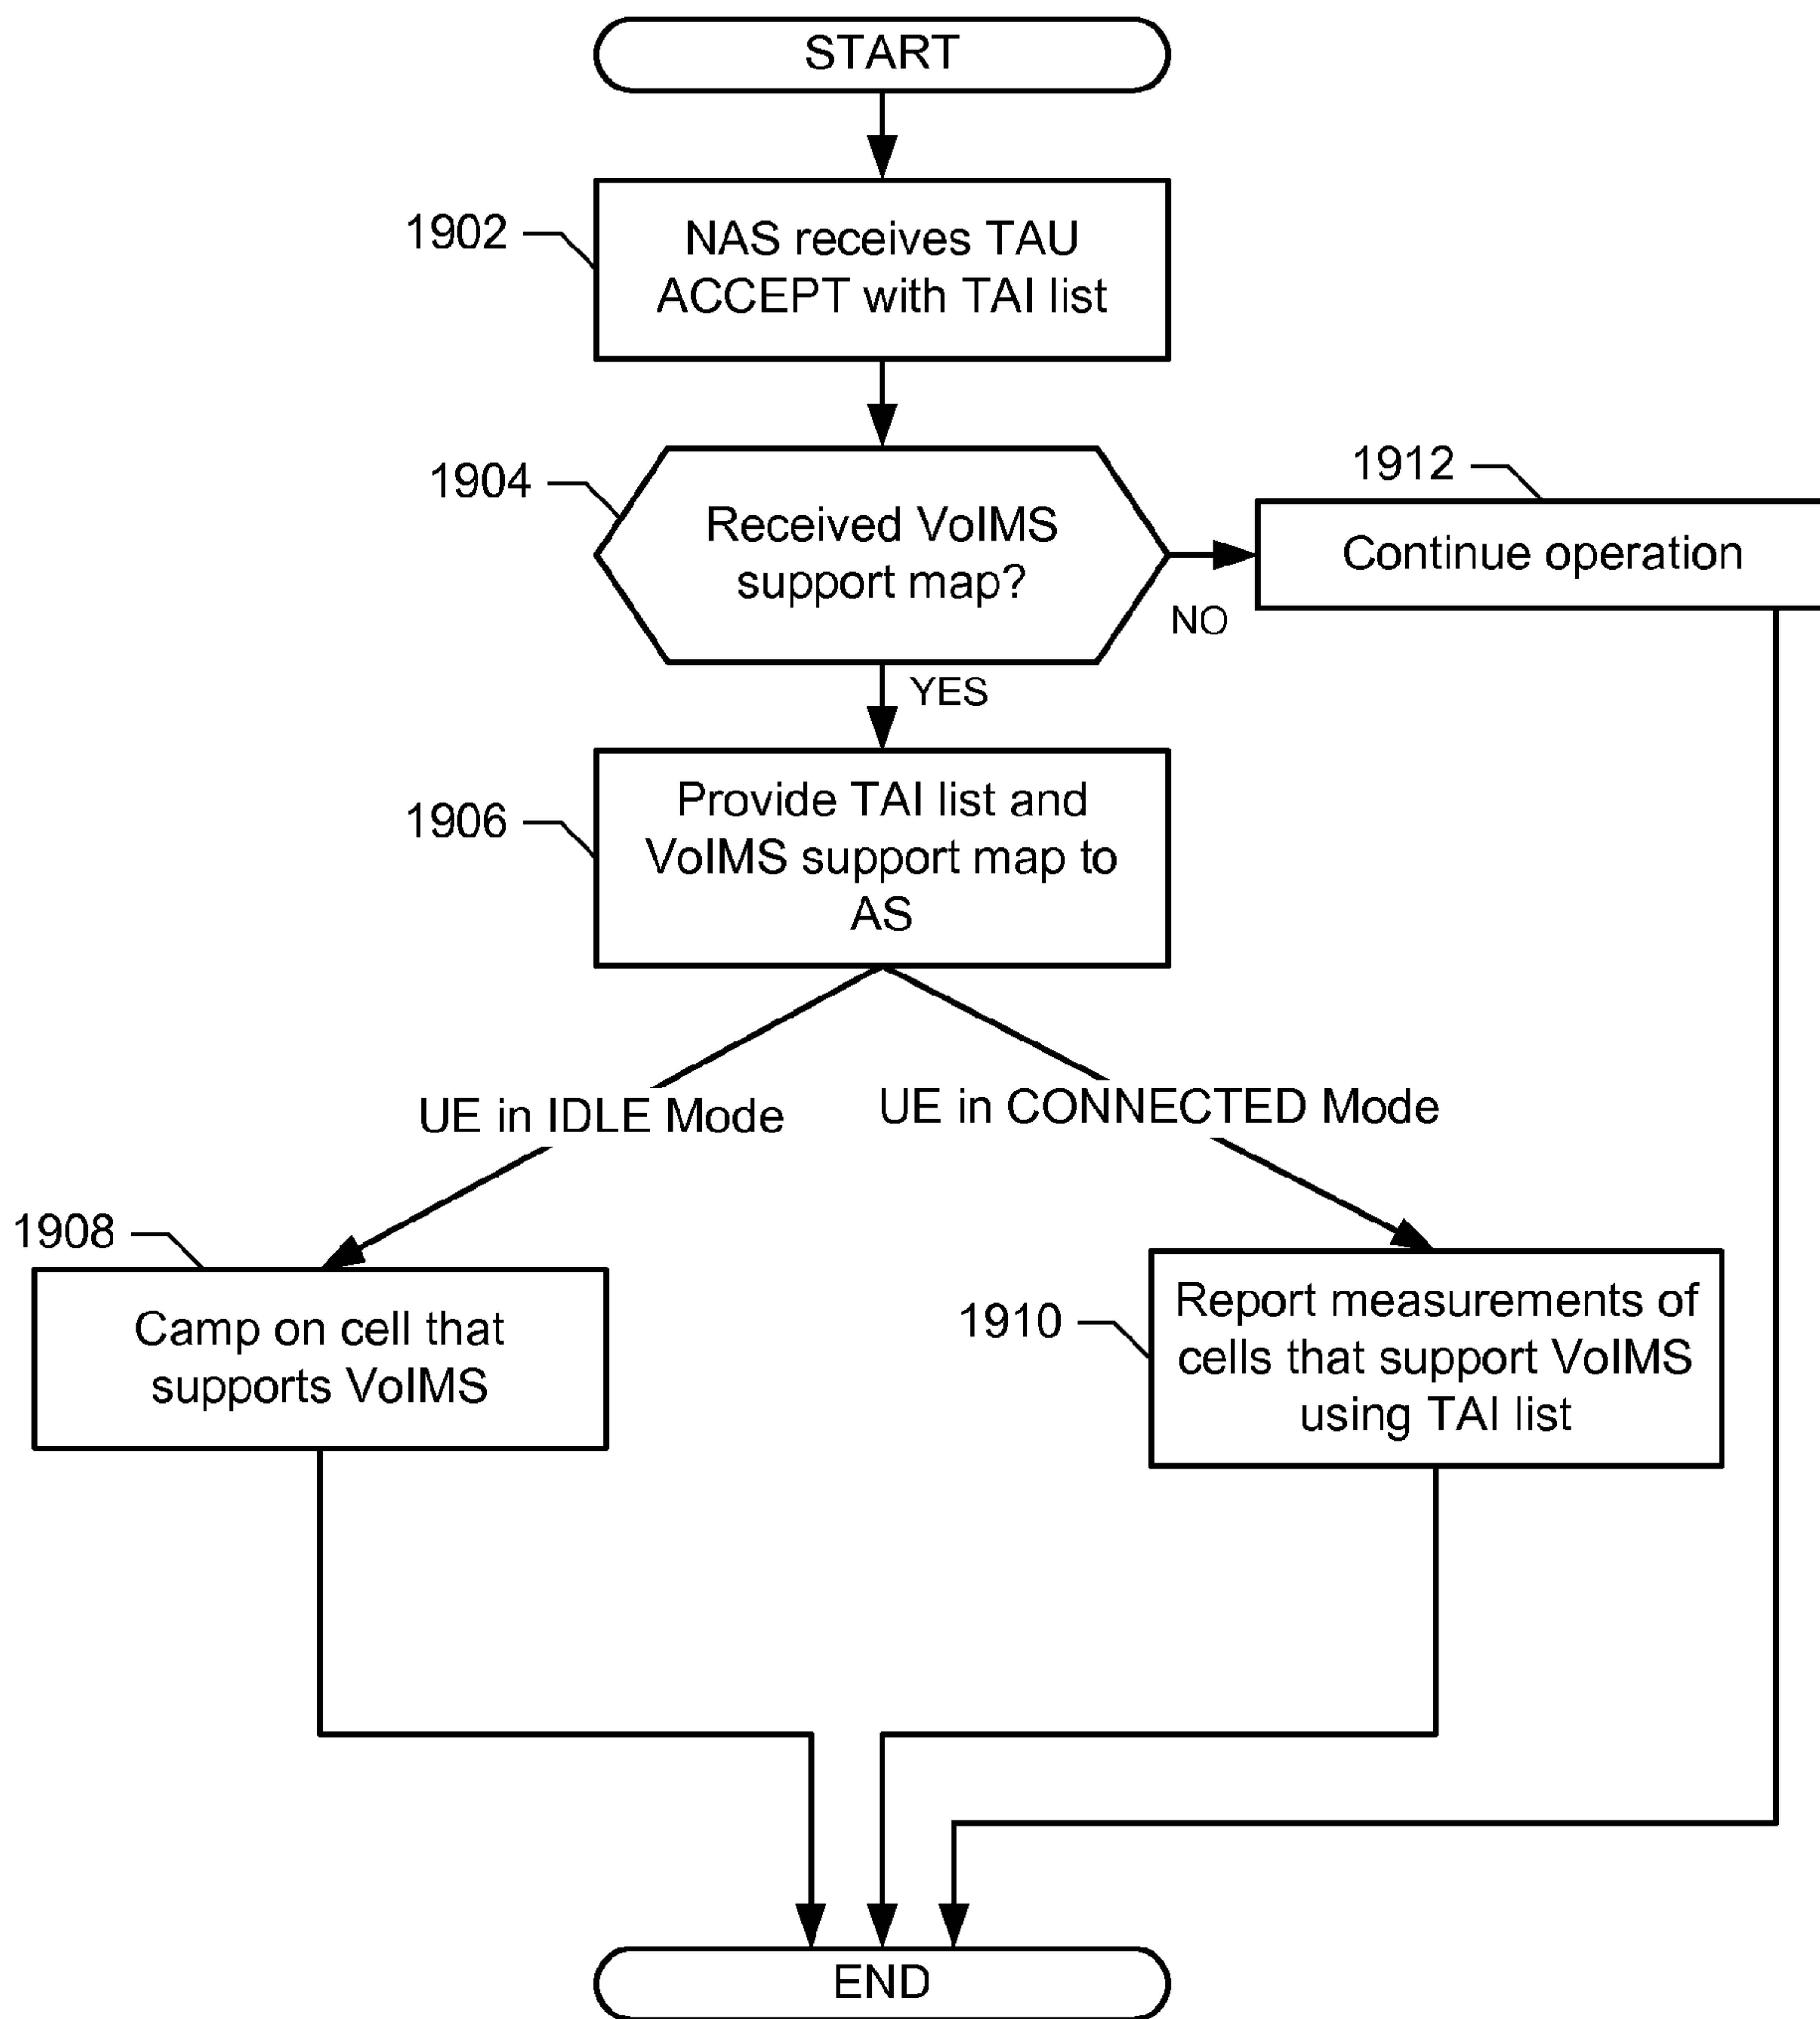 START
1902
NAS receives TAU
ACCEPT with TAI list
1904
Received VoIMS
support map?
1912
Continue operation
NO
YES
1906
Provide TAI list and
VoIMS support map to
AS
UE in IDLE Mode
UE in CONNECTED Mode
1908
Camp on cell that
supports VoIMS
1910
Report measurements of
cells that support VoIMS
using TAI list
END